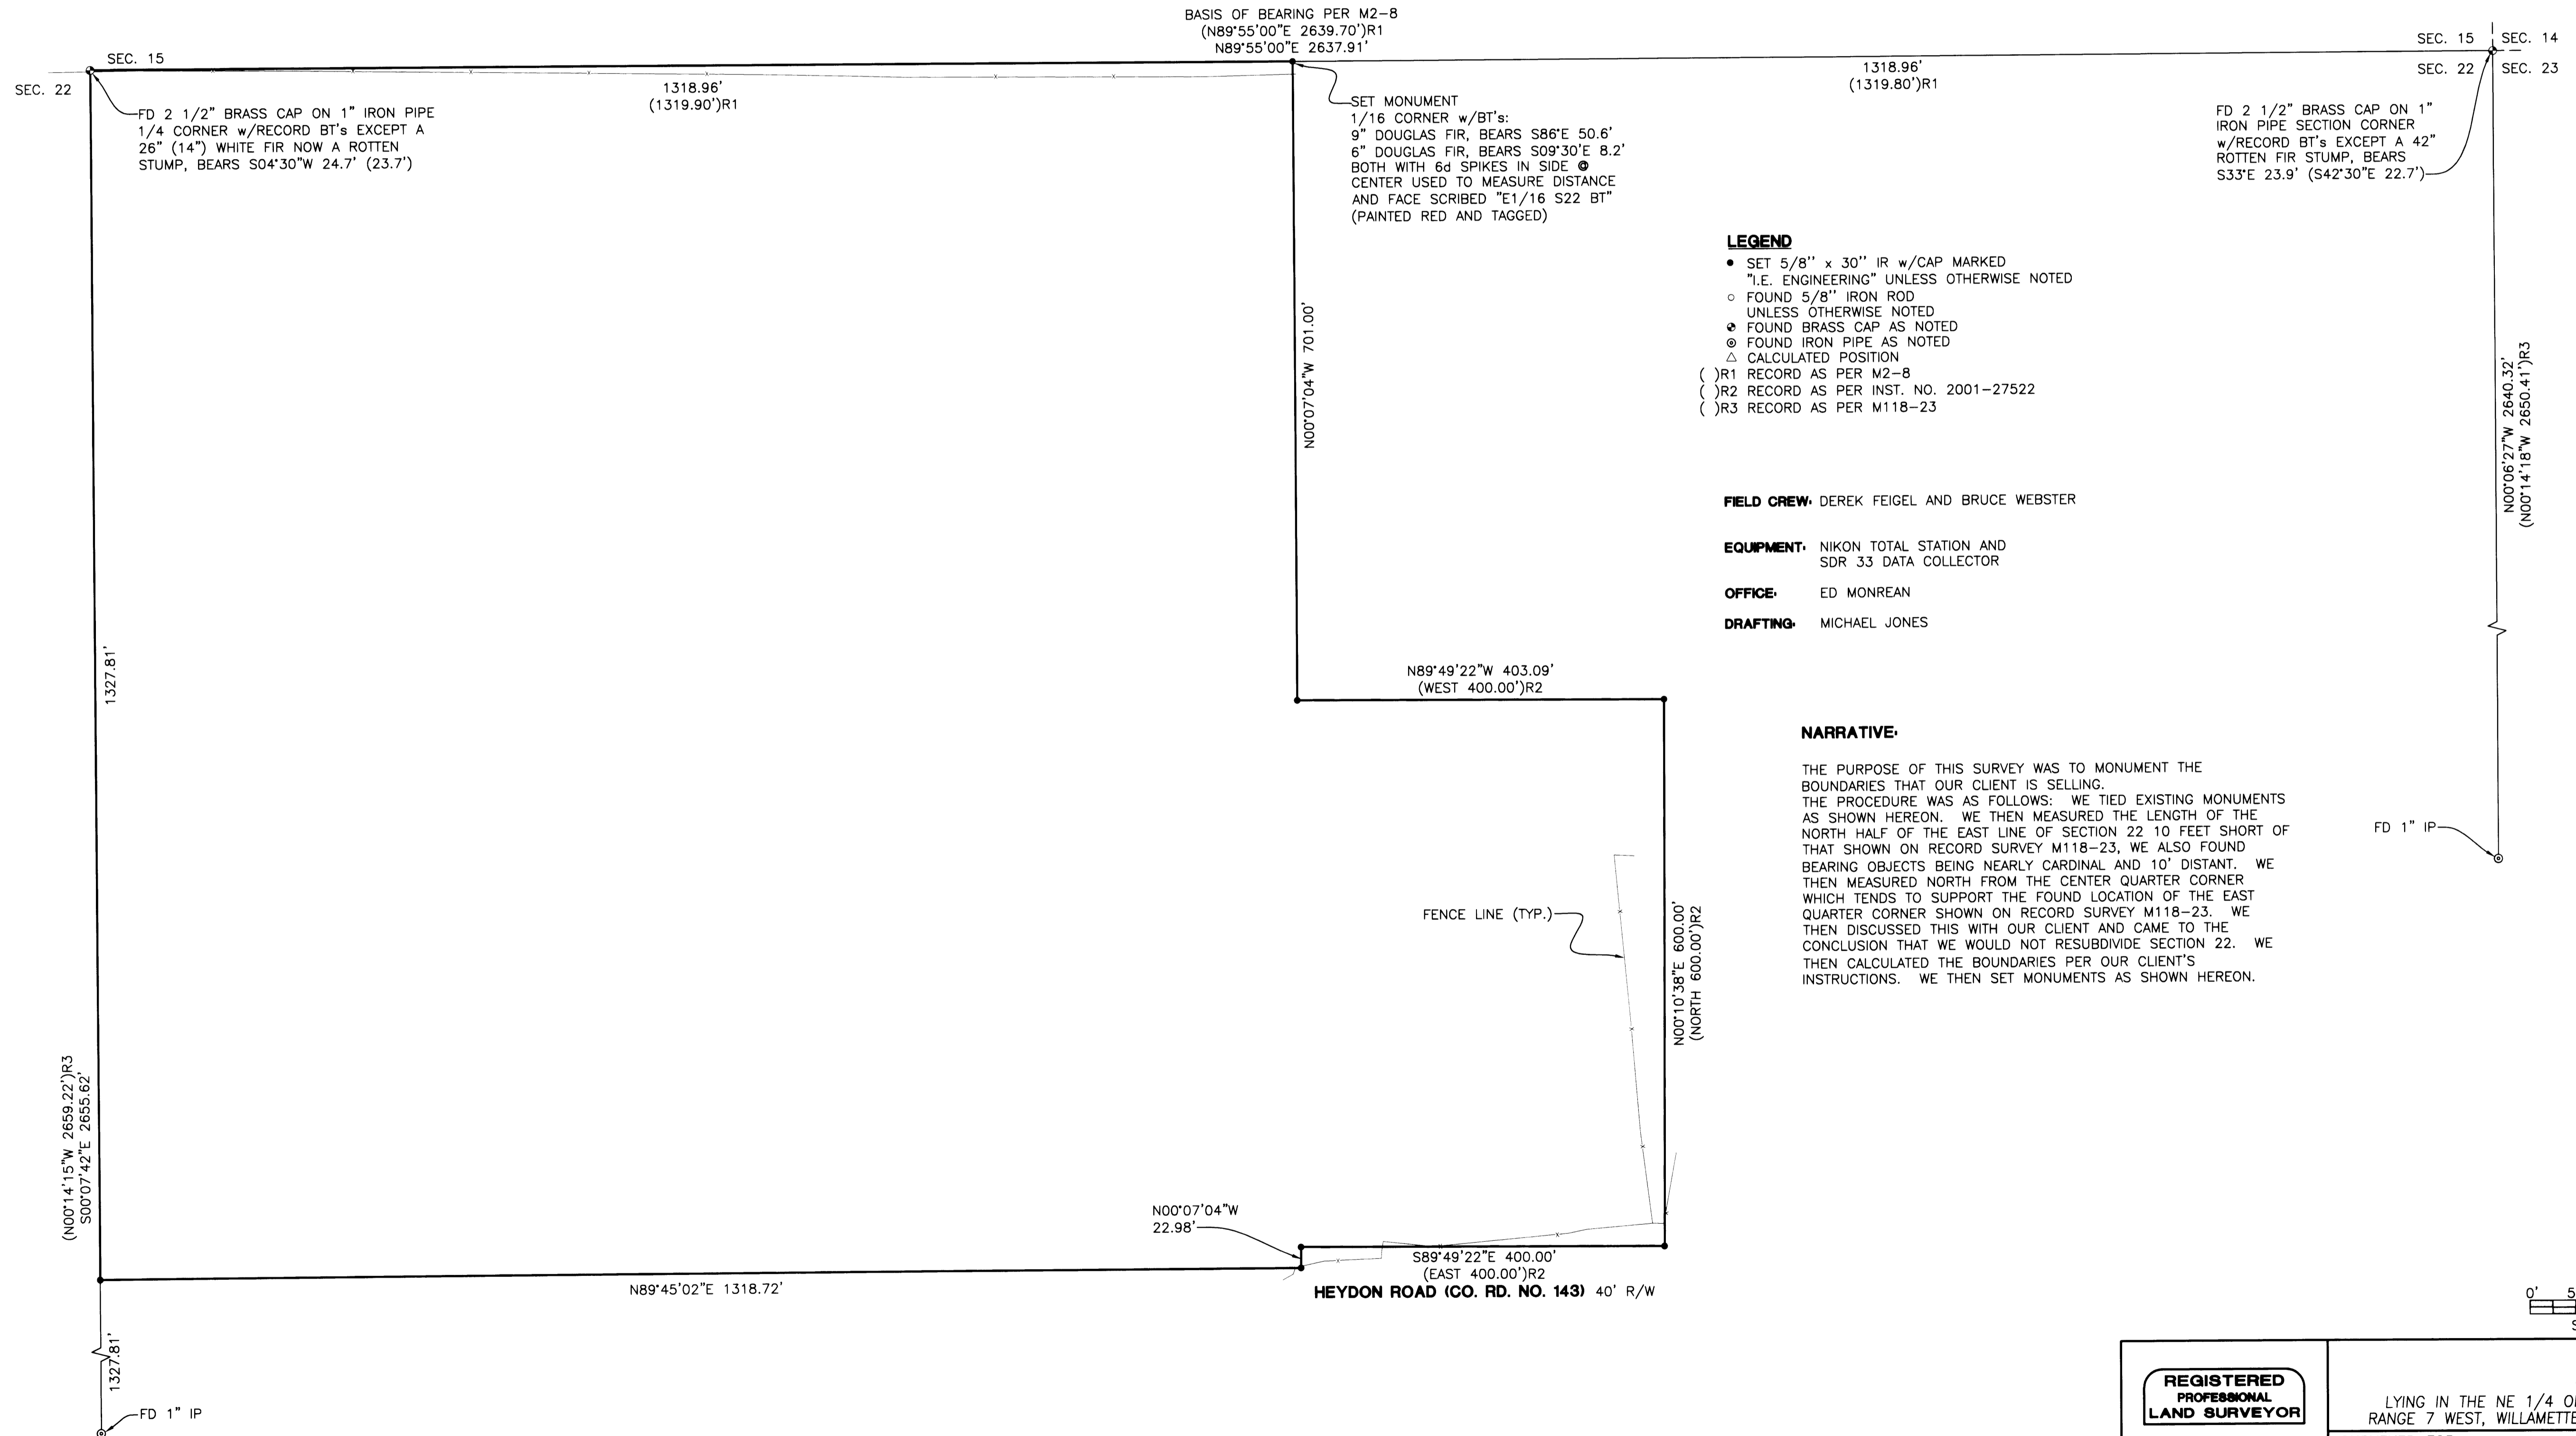 BASIS OF BEARING PER M2-8
(N89°55'00"E 2639.70')R1
N89°55'00"E 2637.91'
SEC. 15
SEC. 22
1318.96'
(1319.90')R1
1318.96'
(1319.80')R1
SEC. 15
SEC. 14
SEC. 22
SEC. 23
FD 2 1/2" BRASS CAP ON 1" IRON PIPE
1/4 CORNER w/RECORD BT's EXCEPT A
26" (14") WHITE FIR NOW A ROTTEN
STUMP, BEARS S04°30"W 24.7' (23.7')
SET MONUMENT
1/16 CORNER w/BT's:
9" DOUGLAS FIR, BEARS S86°E 50.6'
6" DOUGLAS FIR, BEARS S09°30'E 8.2'
BOTH WITH 6d SPIKES IN SIDE @
CENTER USED TO MEASURE DISTANCE
AND FACE SCRIBED "E1/16 S22 BT"
(PAINTED RED AND TAGGED)
FD 2 1/2" BRASS CAP ON 1"
IRON PIPE SECTION CORNER
w/RECORD BT's EXCEPT A 42"
ROTTEN FIR STUMP, BEARS
S33°E 23.9' (S42°30"E 22.7')
LEGEND
SET 5/8'' x 30'' IR w/CAP MARKED
"I.E. ENGINEERING" UNLESS OTHERWISE NOTED
FOUND 5/8'' IRON ROD
UNLESS OTHERWISE NOTED
FOUND BRASS CAP AS NOTED
FOUND IRON PIPE AS NOTED
CALCULATED POSITION
( )R1 RECORD AS PER M2-8
( )R2 RECORD AS PER INST. NO. 2001-27522
( )R3 RECORD AS PER M118-23
N00°07'04"W 701.00'
N00°06'27"W 2640.32'
(N00°14'18"W 2650.41')R3
FIELD CREW: DEREK FEIGEL AND BRUCE WEBSTER
EQUIPMENT: NIKON TOTAL STATION AND
SDR 33 DATA COLLECTOR
OFFICE: ED MONREAN
DRAFTING: MICHAEL JONES
1327.81'
N89°49'22"W 403.09'
(WEST 400.00')R2
NARRATIVE:
THE PURPOSE OF THIS SURVEY WAS TO MONUMENT THE
BOUNDARIES THAT OUR CLIENT IS SELLING.
THE PROCEDURE WAS AS FOLLOWS: WE TIED EXISTING MONUMENTS
AS SHOWN HEREON. WE THEN MEASURED THE LENGTH OF THE
NORTH HALF OF THE EAST LINE OF SECTION 22 10 FEET SHORT OF
THAT SHOWN ON RECORD SURVEY M118-23, WE ALSO FOUND
BEARING OBJECTS BEING NEARLY CARDINAL AND 10' DISTANT. WE
THEN MEASURED NORTH FROM THE CENTER QUARTER CORNER
WHICH TENDS TO SUPPORT THE FOUND LOCATION OF THE EAST
QUARTER CORNER SHOWN ON RECORD SURVEY M118-23. WE
THEN DISCUSSED THIS WITH OUR CLIENT AND CAME TO THE
CONCLUSION THAT WE WOULD NOT RESUBDIVIDE SECTION 22. WE
THEN CALCULATED THE BOUNDARIES PER OUR CLIENT'S
INSTRUCTIONS. WE THEN SET MONUMENTS AS SHOWN HEREON.
FD 1" IP
FENCE LINE (TYP.)
N00°10'38"E 600.00'
(NORTH 600.00')R2
(N00°14'15"W 2659.22')R3
S00°07'42"E 2655.62'
N00°07'04"W
22.98'
S89°49'22"E 400.00'
(EAST 400.00')R2
HEYDON ROAD (CO. RD. NO. 143) 40' R/W
N89°45'02"E 1318.72'
0' 5
S
1327.81'
FD 1" IP
REGISTERED
PROFESSIONAL
LAND SURVEYOR
LYING IN THE NE 1/4 O
RANGE 7 WEST, WILLAMETTE